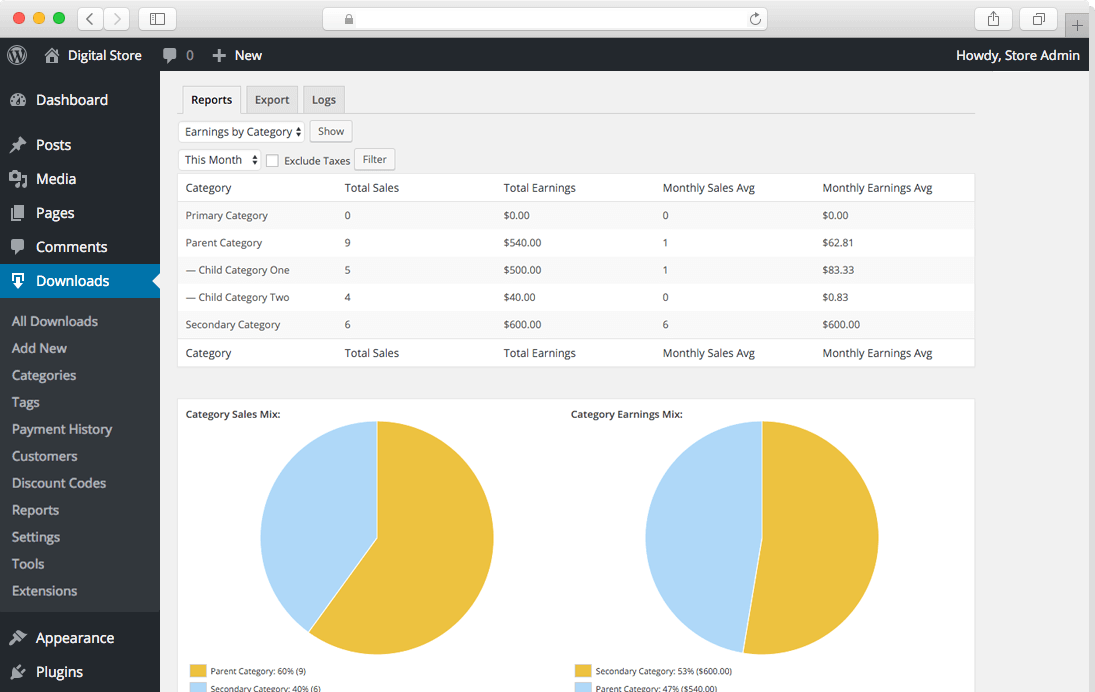 Digital Store 0 New Howdy, Store Admin
Dashboard
Posts
Media
Pages
Comments
Downloads
All Downloads
Add New
Categories
Tags
Payment History
Customers
Discount Codes
Reports
Settings
Tools
Extensions
Appearance
Plugins
Reports Export Logs
Earnings by Category Show
This Month Exclude Taxes Filter
Category Total Sales Total Earnings Monthly Sales Avg Monthly Earnings Avg
Primary Category 0 $0.00 0 $0.00
Parent Category 9 $540.00 1 $62.81
— Child Category One 5 $500.00 1 $83.33
— Child Category Two 4 $40.00 0 $0.83
Secondary Category 6 $600.00 6 $600.00
Category Total Sales Total Earnings Monthly Sales Avg Monthly Earnings Avg
Category Sales Mix:
Parent Category: 60% (9)
Secondary Category: 40% (6)
Category Earnings Mix:
Secondary Category: 53% ($600.00)
Parent Category: 47% ($540.00)